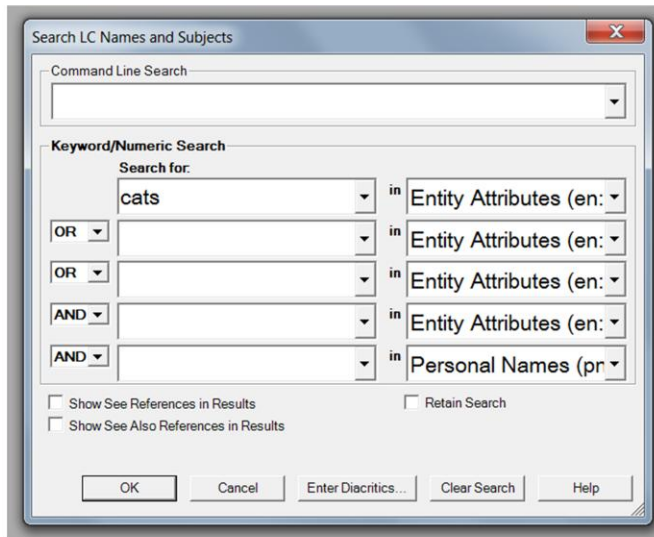 Search LC Names and Subjects
Command Line Search
Keyword/Numeric Search
Search for:
cats in Entity Attributes (en:
OR in Entity Attributes (en:
OR in Entity Attributes (en:
AND in Entity Attributes (en:
AND in Personal Names (pn
Show See References in Results Retain Search
Show See Also References in Results
OK Cancel Enter Diacritics... Clear Search Help